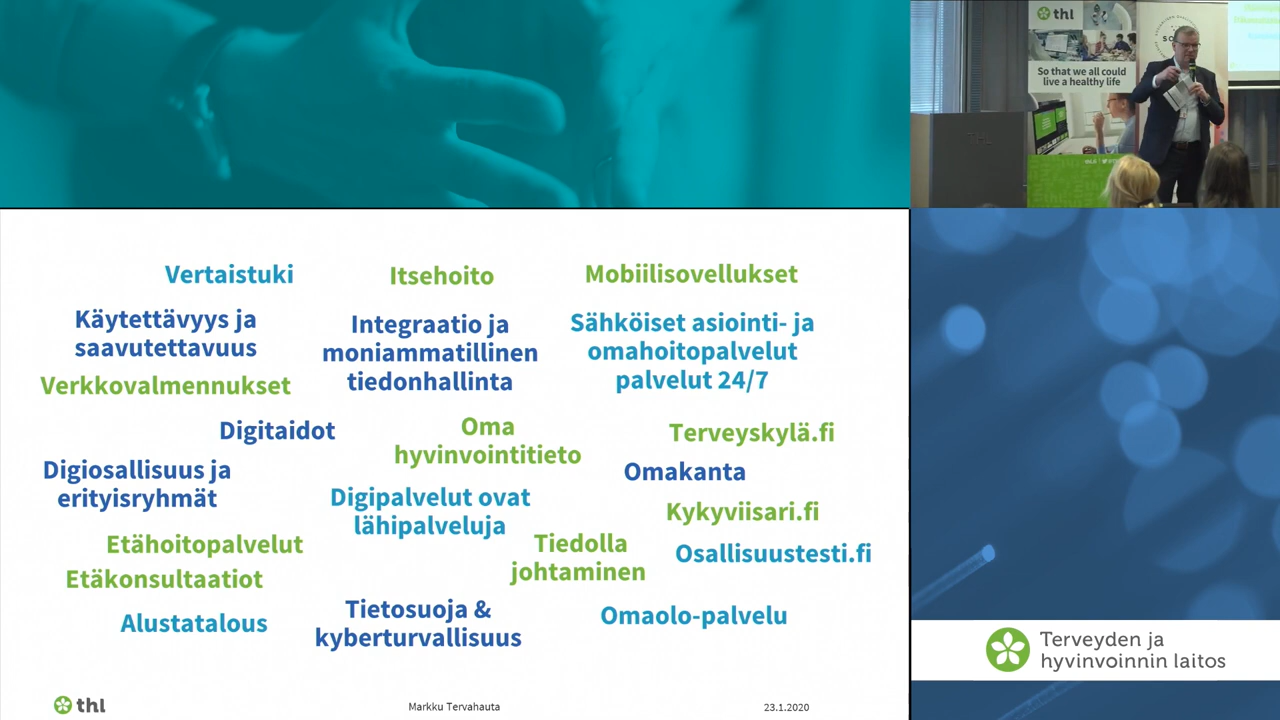 thl
So that we all could
live a healthy life
THL
Vertaistuki
Itsehoito
Mobiilisovellukset
Käytettävyys ja
saavutettavuus
Integraatio ja
moniammatillinen
tiedonhallinta
Sähköiset asiointi- ja
omahoitopalvelut
palvelut 24/7
Verkkovalmennukset
Digitaidot
Oma
hyvinvointitieto
Terveyskylä.fi
Omakanta
Digiosallisuus ja
erityisryhmät
Digipalvelut ovat
lähipalveluja
Kykyviisari.fi
Etähoitopalvelut
Tiedolla
johtaminen
Osallisuustesti.fi
Etäkonsultaatiot
Alustatalous
Tietosuoja &
kyberturvallisuus
Omaolo-palvelu
thl
Markku Tervahauta
23.1.2020
Terveyden ja
hyvinvoinnin laitos